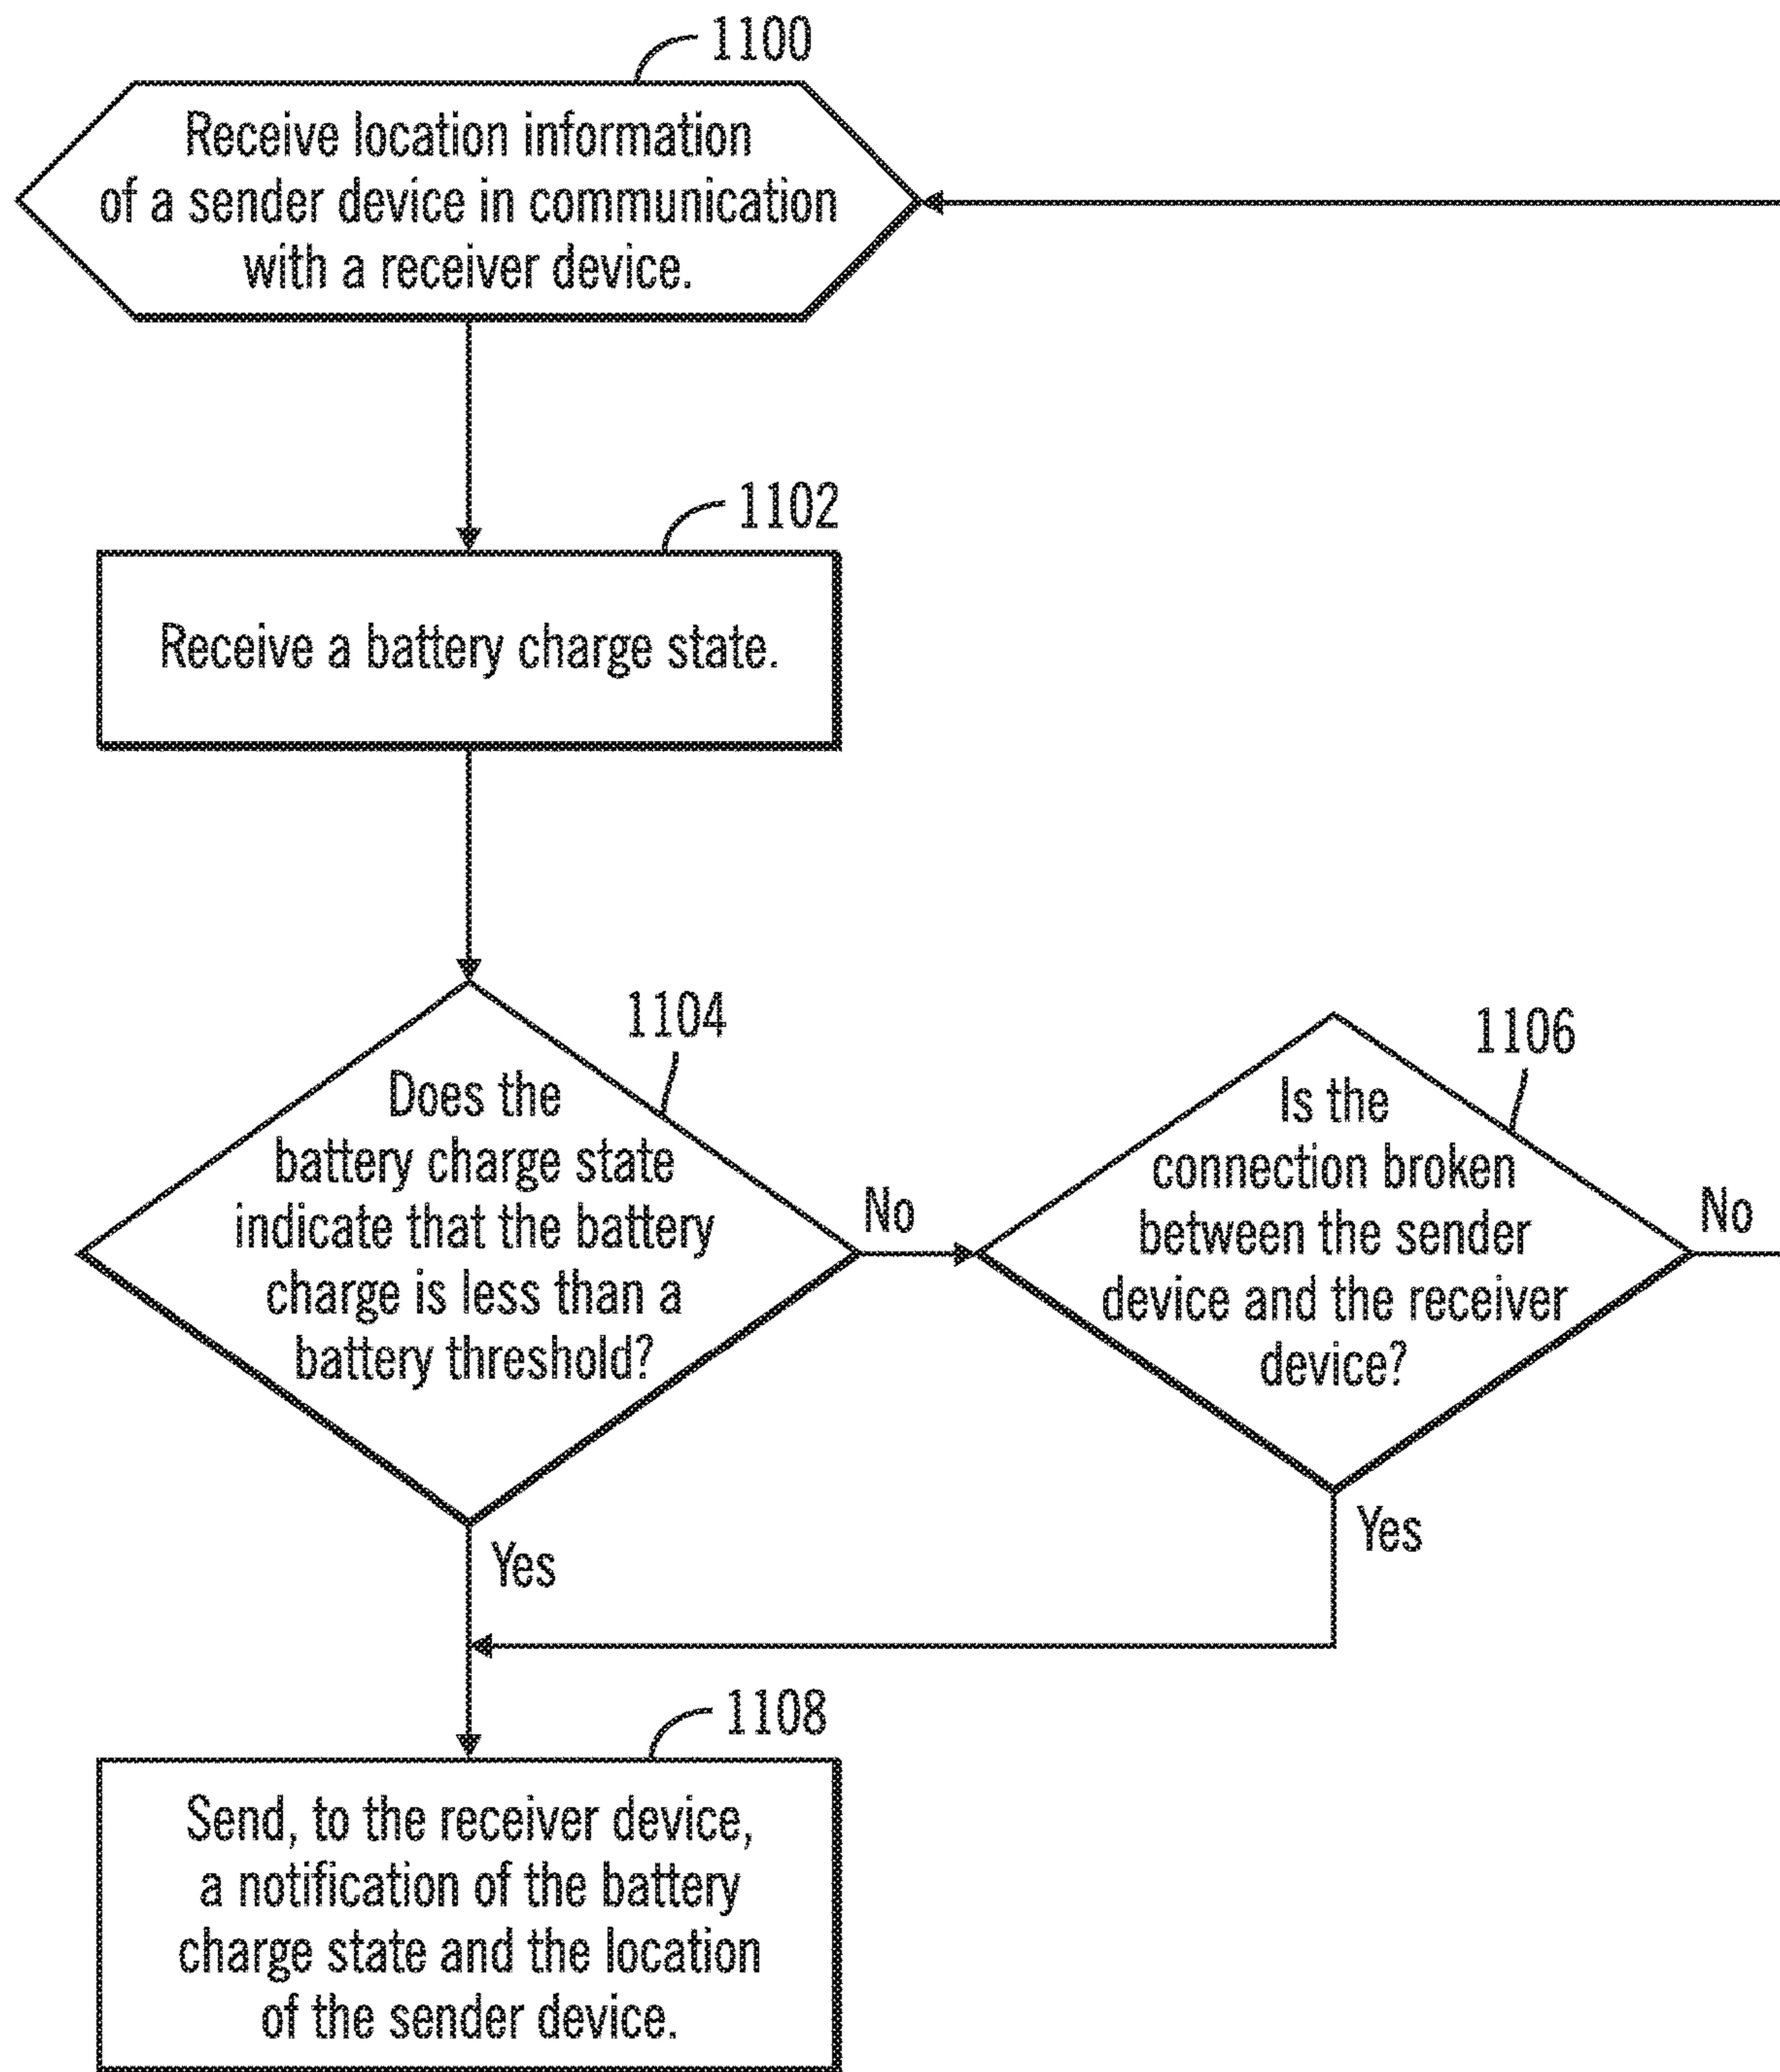 1100
Receive location information
of a sender device in communication
with a receiver device.
1102
Receive a battery charge state.
1104
Does the
battery charge state
indicate that the battery
charge is less than a
battery threshold?
No
Yes
1106
Is the
connection broken
between the sender
device and the receiver
device?
No
Yes
1108
Send, to the receiver device,
a notification of the battery
charge state and the location
of the sender device.